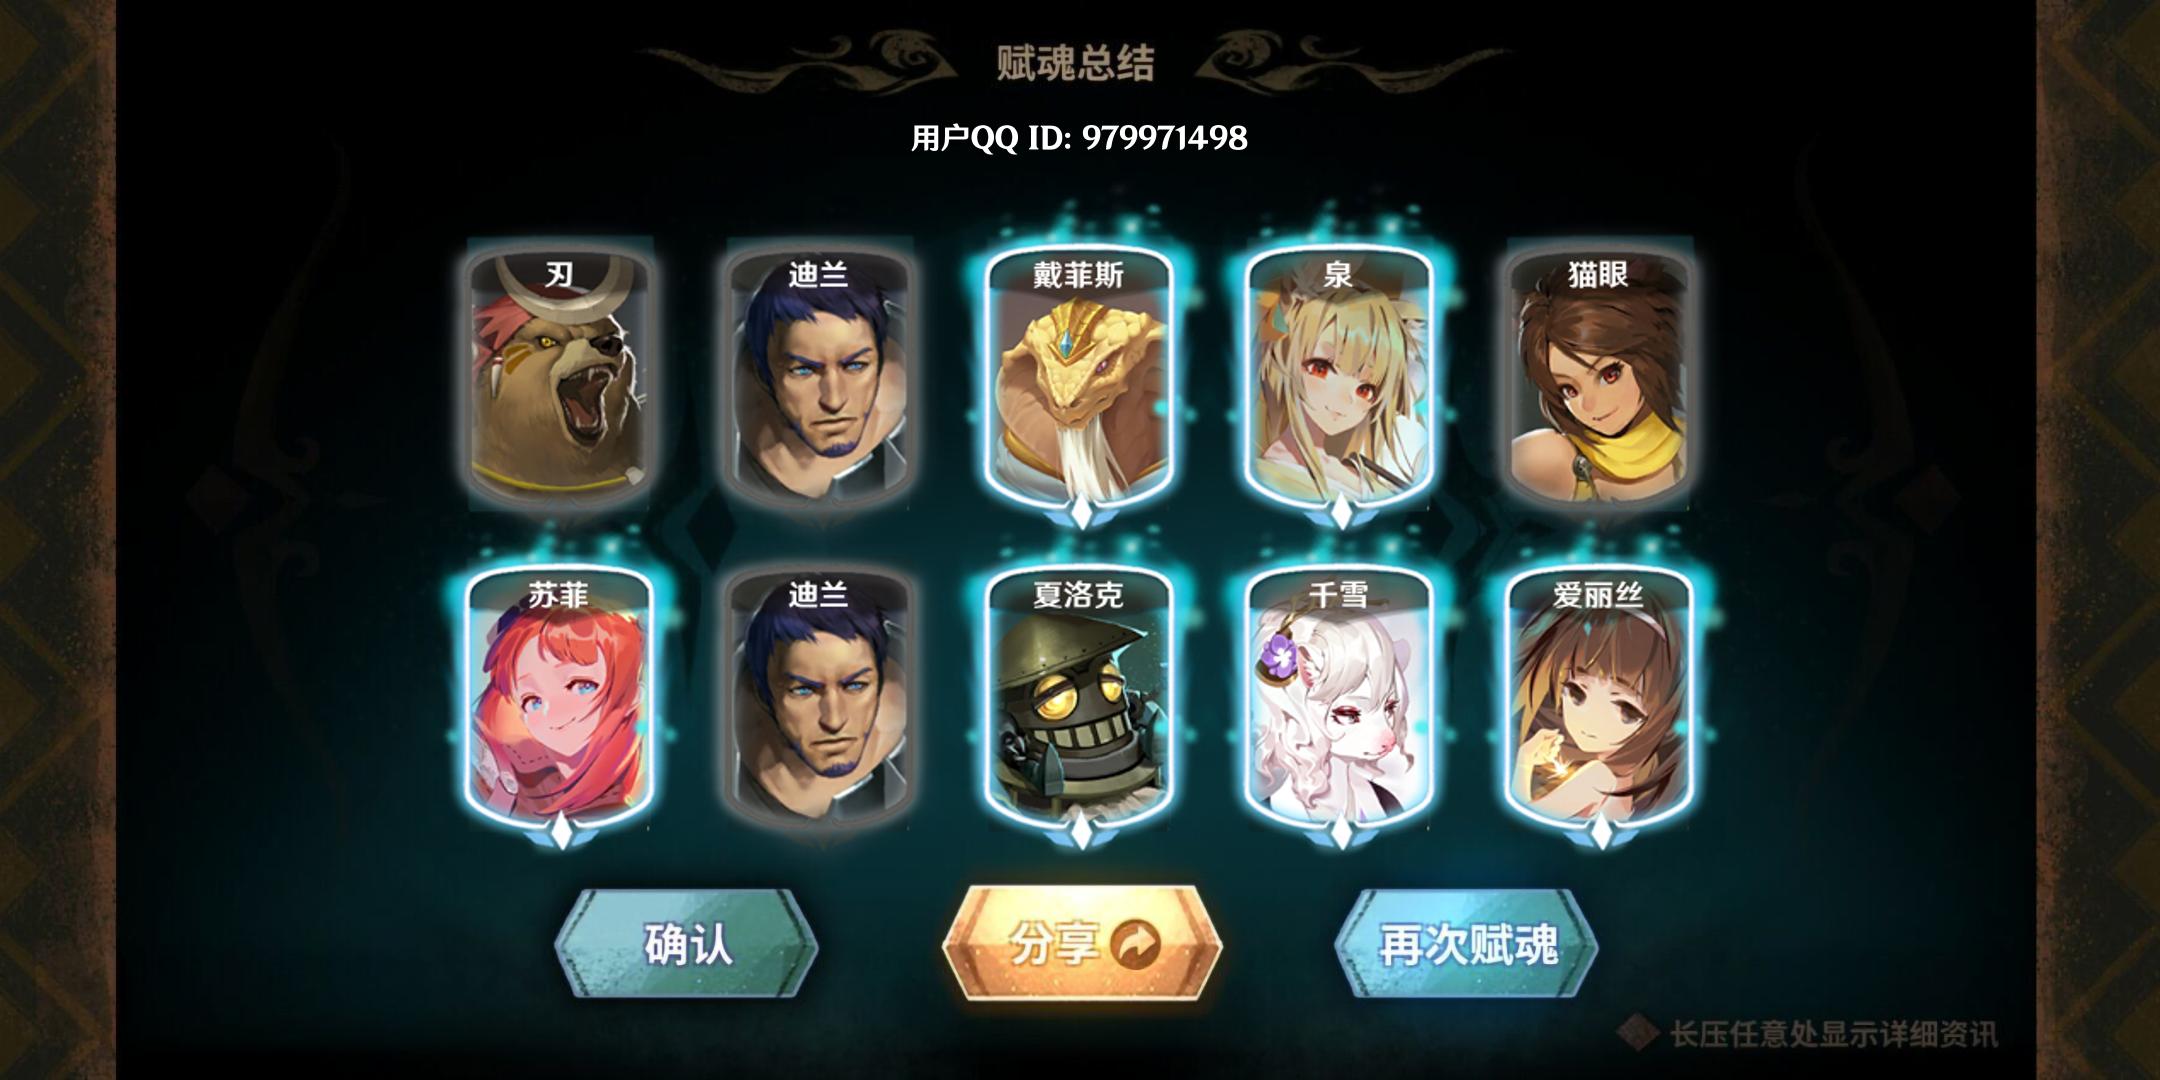 赋魂总结
用户QQ ID: 979971498
刃
迪兰
戴菲斯
泉
猫眼
苏菲
迪兰
夏洛克
千雪
爱丽丝
确认
分享
再次赋魂
长压任意处显示详细资讯